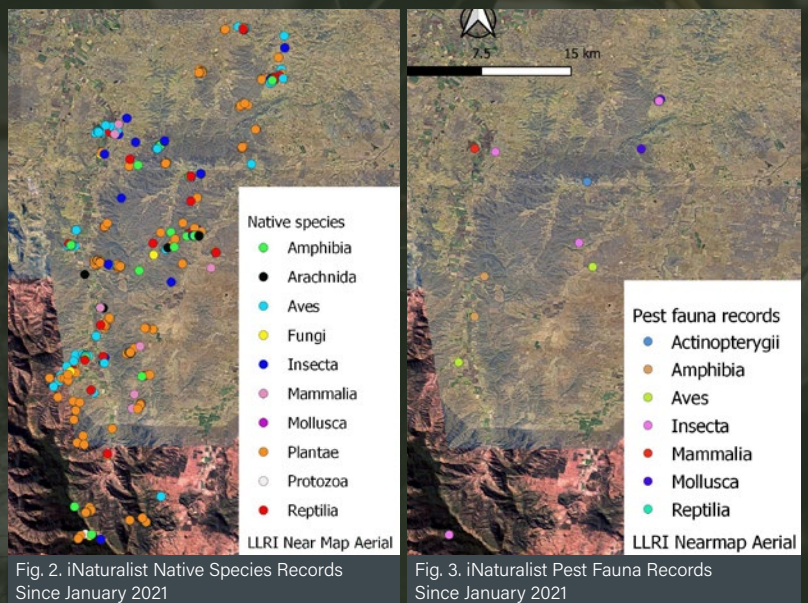 Native species
Amphibia
Arachnida
Aves
Fungi
Insecta
Mammalia
Mollusca
Plantae
Protozoa
Reptilia
LLRI Near Map Aerial
Fig. 2. iNaturalist Native Species Records
Since January 2021
7.5 15 km
Pest fauna records
Actinopterygii
Amphibia
Aves
Insecta
Mammalia
Mollusca
Reptilia
LLRI Nearmap Aerial
Fig. 3. iNaturalist Pest Fauna Records
Since January 2021